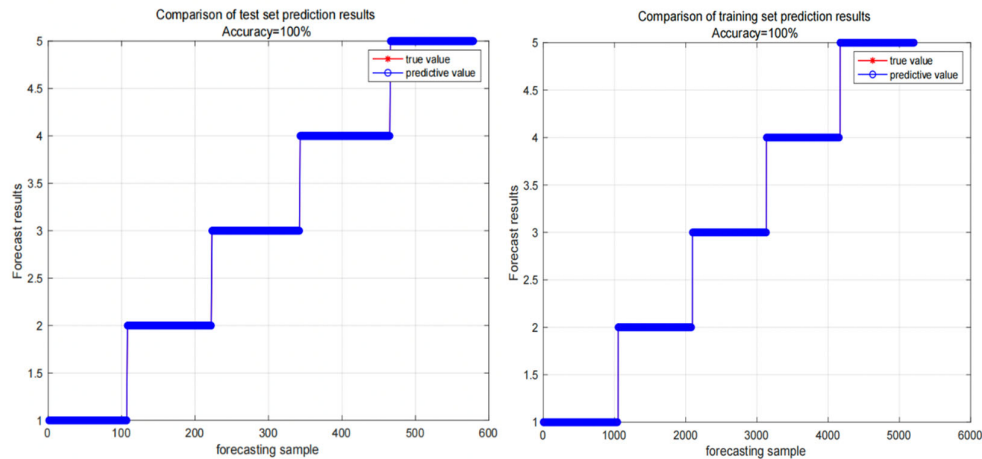 Comparison of test set prediction results
Accuracy=100%
5
4.5
4
3.5
3
2.5
2
1.5
1
Forecast results
true value
predictive value
0
100
200
300
400
500
600
forecasting sample
Comparison of training set prediction results
Accuracy=100%
5
4.5
4
3.5
3
2.5
2
1.5
1
Forecast results
true value
predictive value
0
1000
2000
3000
4000
5000
6000
forecasting sample